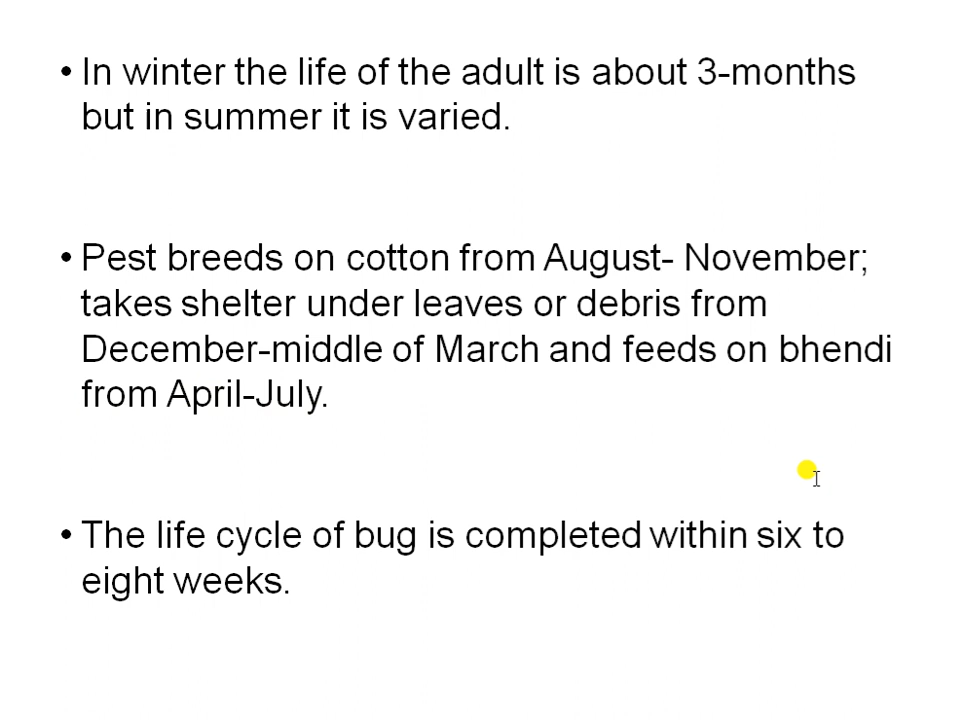 • In winter the life of the adult is about 3-months
but in summer it is varied.
• Pest breeds on cotton from August- November;
takes shelter under leaves or debris from
December-middle of March and feeds on bhendi
from April-July.
• The life cycle of bug is completed within six to
eight weeks.